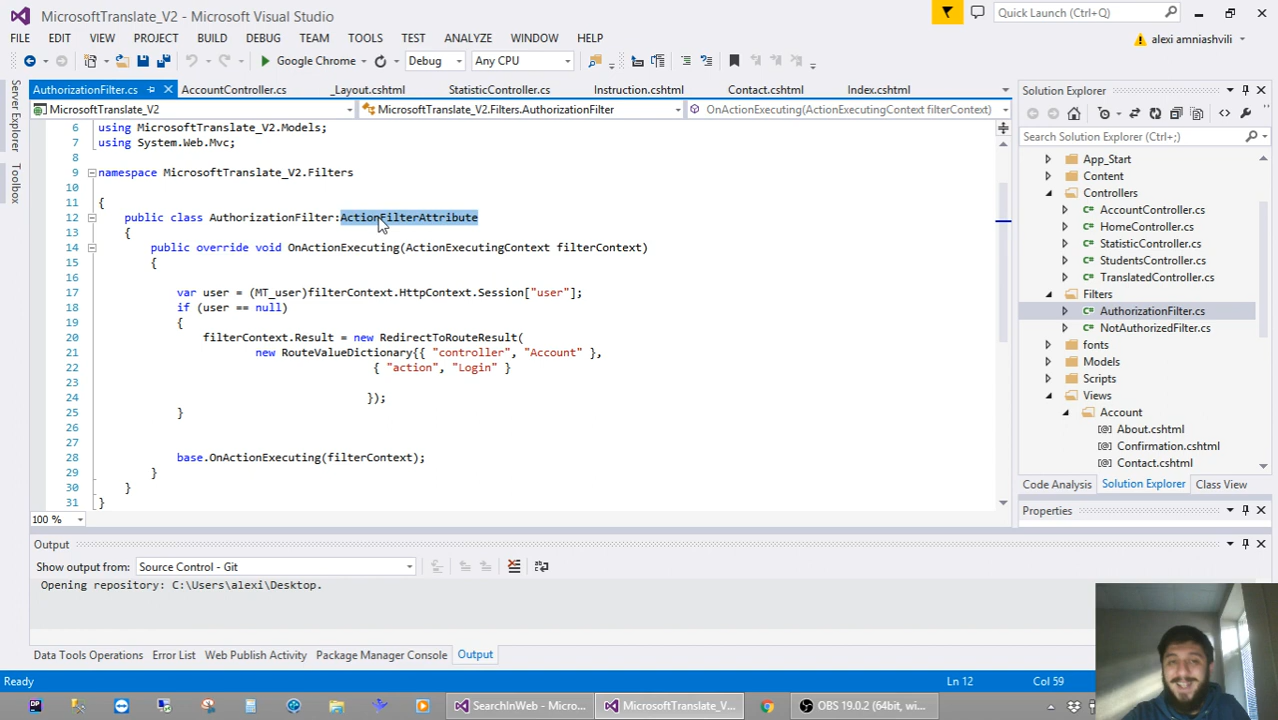 MicrosoftTranslate_V2 - Microsoft Visual Studio
Quick Launch (Ctrl+Q)
FILE EDIT VIEW PROJECT BUILD DEBUG TEAM TOOLS TEST ANALYZE WINDOW HELP
alexi amniashvili
Google Chrome Debug Any CPU
Server Explorer
Toolbox
AuthorizationFilter.cs AccountController.cs _Layout.cshtml StatisticController.cs Instruction.cshtml Contact.cshtml Index.cshtml
MicrosoftTranslate_V2 MicrosoftTranslate_V2.Filters.AuthorizationFilter OnActionExecuting(ActionExecutingContext filterContext)
6 using MicrosoftTranslate_V2.Models;
7 using System.Web.Mvc;
8
9 namespace MicrosoftTranslate_V2.Filters
10
11 {
12 public class AuthorizationFilter:ActionFilterAttribute
13 {
14 public override void OnActionExecuting(ActionExecutingContext filterContext)
15 {
16
17 var user = (MT_user)filterContext.HttpContext.Session["user"];
18 if (user == null)
19 {
20 filterContext.Result = new RedirectToRouteResult(
21 new RouteValueDictionary{{ "controller", "Account" },
22 { "action", "Login" }
23
24 });
25 }
26
27
28 base.OnActionExecuting(filterContext);
29 }
30 }
31 }
100 %
Solution Explorer
Search Solution Explorer (Ctrl+;)
App_Start
Content
Controllers
C# AccountController.cs
C# HomeController.cs
C# StatisticController.cs
C# StudentsController.cs
C# TranslatedController.cs
Filters
C# AuthorizationFilter.cs
C# NotAuthorizedFilter.cs
fonts
Models
Scripts
Views
Account
About.cshtml
Confirmation.cshtml
Contact.cshtml
Code Analysis Solution Explorer Class View
Properties
Output
Show output from: Source Control - Git
Opening repository: C:\Users\alexi\Desktop.
Data Tools Operations Error List Web Publish Activity Package Manager Console Output
Ready Ln 12 Col 59
DP SearchInWeb - Micro... MicrosoftTranslate_V... OBS 19.0.2 (64bit, wi...